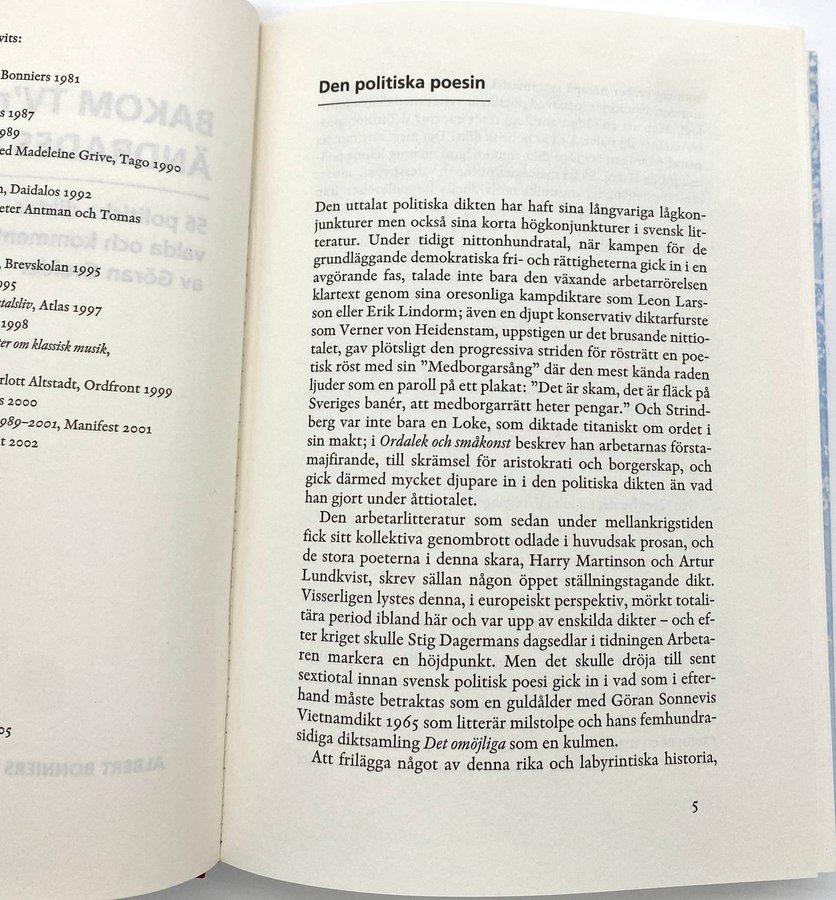 vits:
Bonniers 1981
s 1987
989
ed Madeleine Grive, Tago 1990
n, Daidalos 1992
eter Antman och Tomas
, Brevskolan 1995
995
talsliv, Atlas 1997
1998
er om klassisk musik,
rlott Altstadt, Ordfront 1999
s 2000
989–2001, Manifest 2001
t 2002
05
Den politiska poesin
Den uttalat politiska dikten har haft sina långvariga lågkon-
junkturer men också sina korta högkonjunkturer i svensk lit-
teratur. Under tidigt nittonhundratal, när kampen för de
grundläggande demokratiska fri- och rättigheterna gick in i en
avgörande fas, talade inte bara den växande arbetarrörelsen
klartext genom sina oresonliga kampdiktare som Leon Lars-
son eller Erik Lindorm; även en djupt konservativ diktarfurste
som Verner von Heidenstam, uppstigen ur det brusande nittio-
talet, gav plötsligt den progressiva striden för rösträtt en poe-
tisk röst med sin ”Medborgarsång” där den mest kända raden
ljuder som en paroll på ett plakat: ”Det är skam, det är fläck på
Sveriges banér, att medborgarrätt heter pengar.” Och Strind-
berg var inte bara en Loke, som diktade titaniskt om ordet i
sin makt; i Ordalek och småkonst beskrev han arbetarnas första-
majfirande, till skrämsel för aristokrati och borgerskap, och
gick därmed mycket djupare in i den politiska dikten än vad
han gjort under åttiotalet.
Den arbetarlitteratur som sedan under mellankrigstiden
fick sitt kollektiva genombrott odlade i huvudsak prosan, och
de stora poeterna i denna skara, Harry Martinson och Artur
Lundkvist, skrev sällan någon öppet ställningstagande dikt.
Visserligen lystes denna, i europeiskt perspektiv, mörkt totali-
tära period ibland här och var upp av enskilda dikter – och ef-
ter kriget skulle Stig Dagermans dagsedlar i tidningen Arbeta-
ren markera en höjdpunkt. Men det skulle dröja till sent
sextiotal innan svensk politisk poesi gick in i vad som i efter-
hand måste betraktas som en guldålder med Göran Sonnevis
Vietnamdikt 1965 som litterär milstolpe och hans femhundra-
sidiga diktsamling Det omöjliga som en kulmen.
Att frilägga något av denna rika och labyrintiska historia,
5